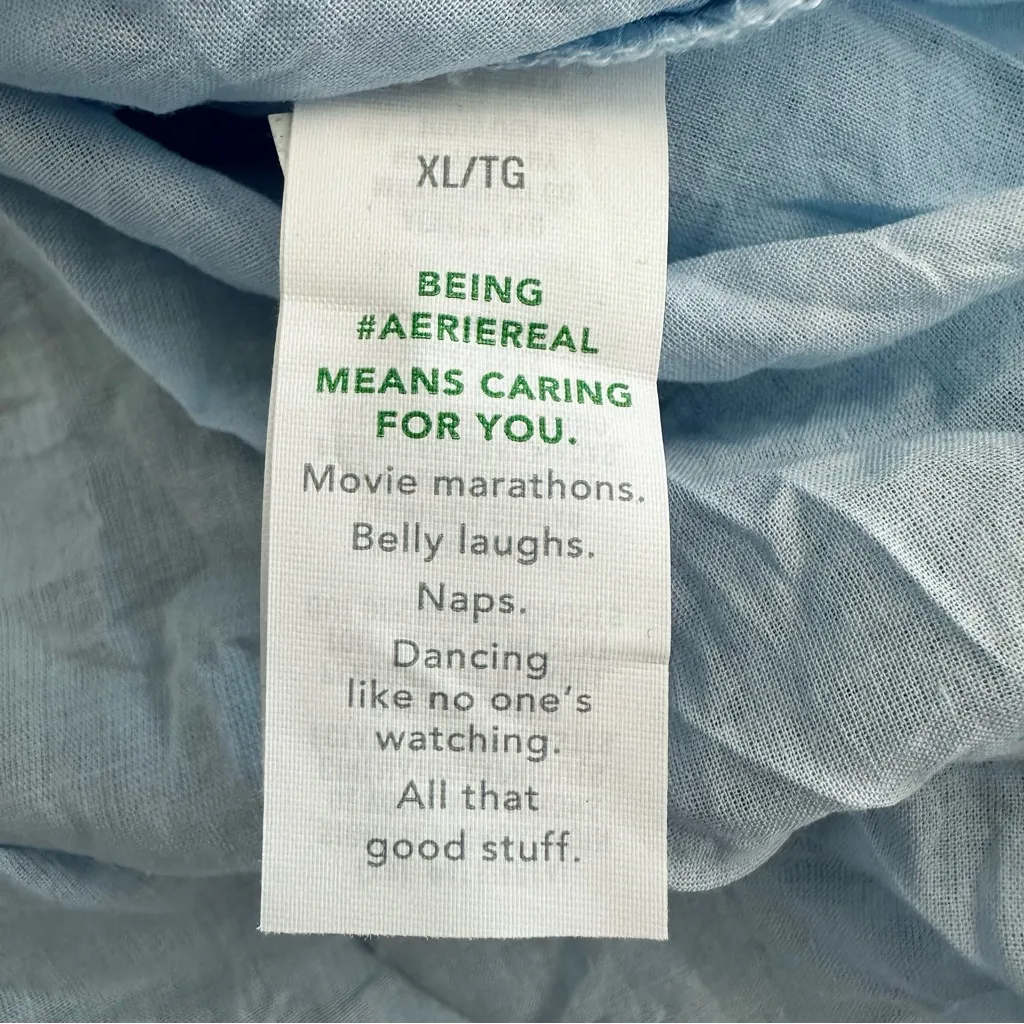 XL/TG
BEING
#AERIEREAL
MEANS CARING
FOR YOU.
Movie marathons.
Belly laughs.
Naps.
Dancing
like no one's
watching.
All that
good stuff.